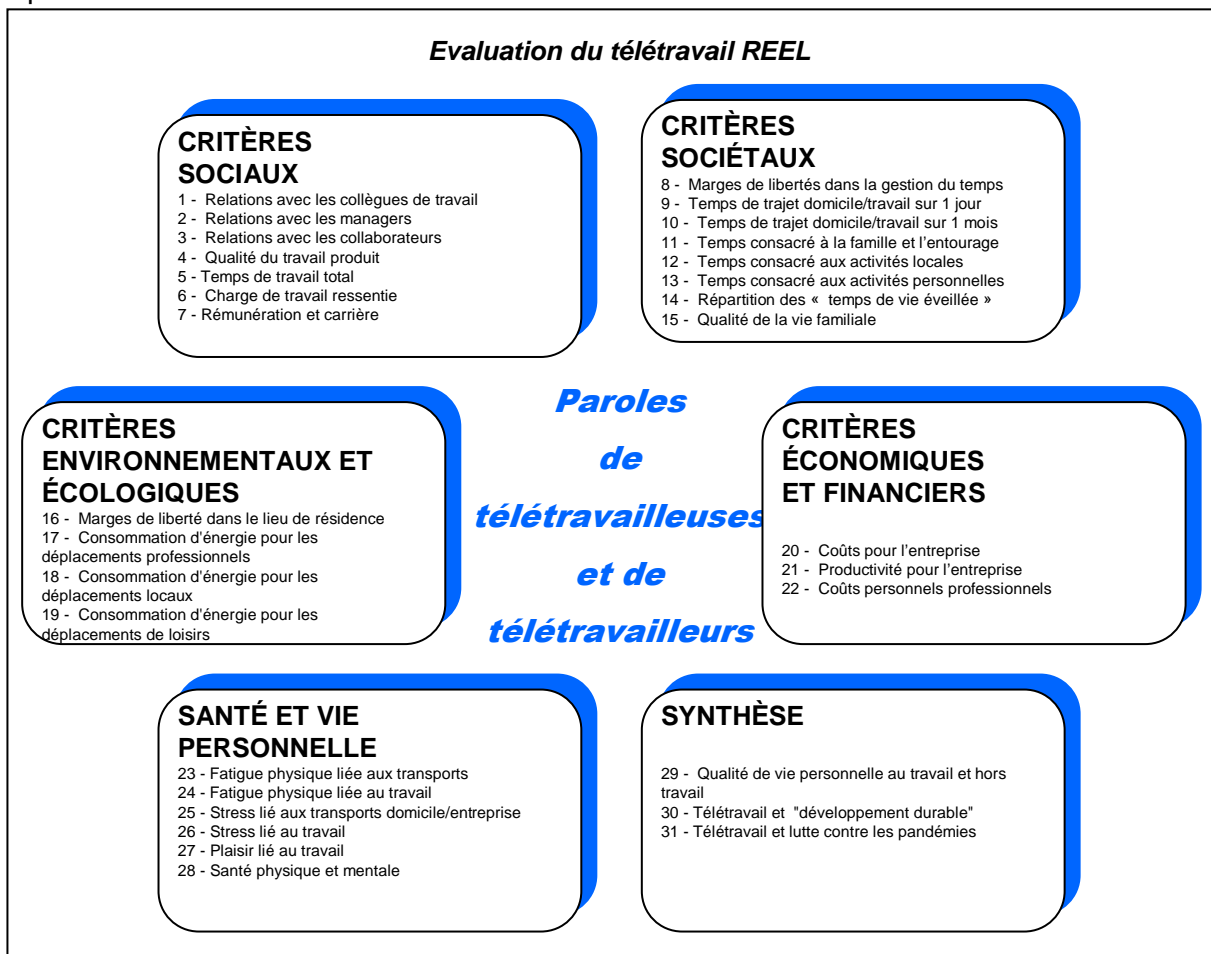 Evaluation du télétravail REEL
CRITÈRES
SOCIAUX
1 - Relations avec les collègues de travail
2 - Relations avec les managers
3 - Relations avec les collaborateurs
4 - Qualité du travail produit
5 - Temps de travail total
6 - Charge de travail ressentie
7 - Rémunération et carrière
CRITÈRES
SOCIÉTAUX
8 - Marges de libertés dans la gestion du temps
9 - Temps de trajet domicile/travail sur 1 jour
10 - Temps de trajet domicile/travail sur 1 mois
11 - Temps consacré à la famille et l'entourage
12 - Temps consacré aux activités locales
13 - Temps consacré aux activités personnelles
14 - Répartition des « temps de vie éveillée »
15 - Qualité de la vie familiale
CRITÈRES
ENVIRONNEMENTAUX ET
ÉCOLOGIQUES
16 - Marges de liberté dans le lieu de résidence
17 - Consommation d'énergie pour les
déplacements professionnels
18 - Consommation d'énergie pour les
déplacements locaux
19 - Consommation d'énergie pour les
déplacements de loisirs
Paroles
de
télétravailleuses
et de
télétravailleurs
CRITÈRES
ÉCONOMIQUES
ET FINANCIERS
20 - Coûts pour l'entreprise
21 - Productivité pour l'entreprise
22 - Coûts personnels professionnels
SANTÉ ET VIE
PERSONNELLE
23 - Fatigue physique liée aux transports
24 - Fatigue physique liée au travail
25 - Stress lié aux transports domicile/entreprise
26 - Stress lié au travail
27 - Plaisir lié au travail
28 - Santé physique et mentale
SYNTHÈSE
29 - Qualité de vie personnelle au travail et hors
travail
30 - Télétravail et "développement durable"
31 - Télétravail et lutte contre les pandémies